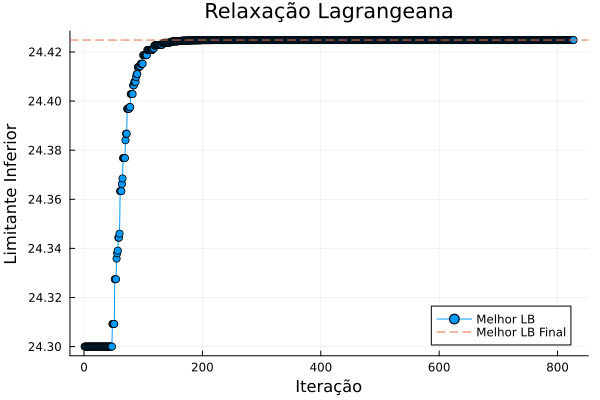 Relaxação Lagrangeana
Limitante Inferior
24.42
24.40
24.38
24.36
24.34
24.32
24.30
0
200
400
600
800
Iteração
Melhor LB
Melhor LB Final